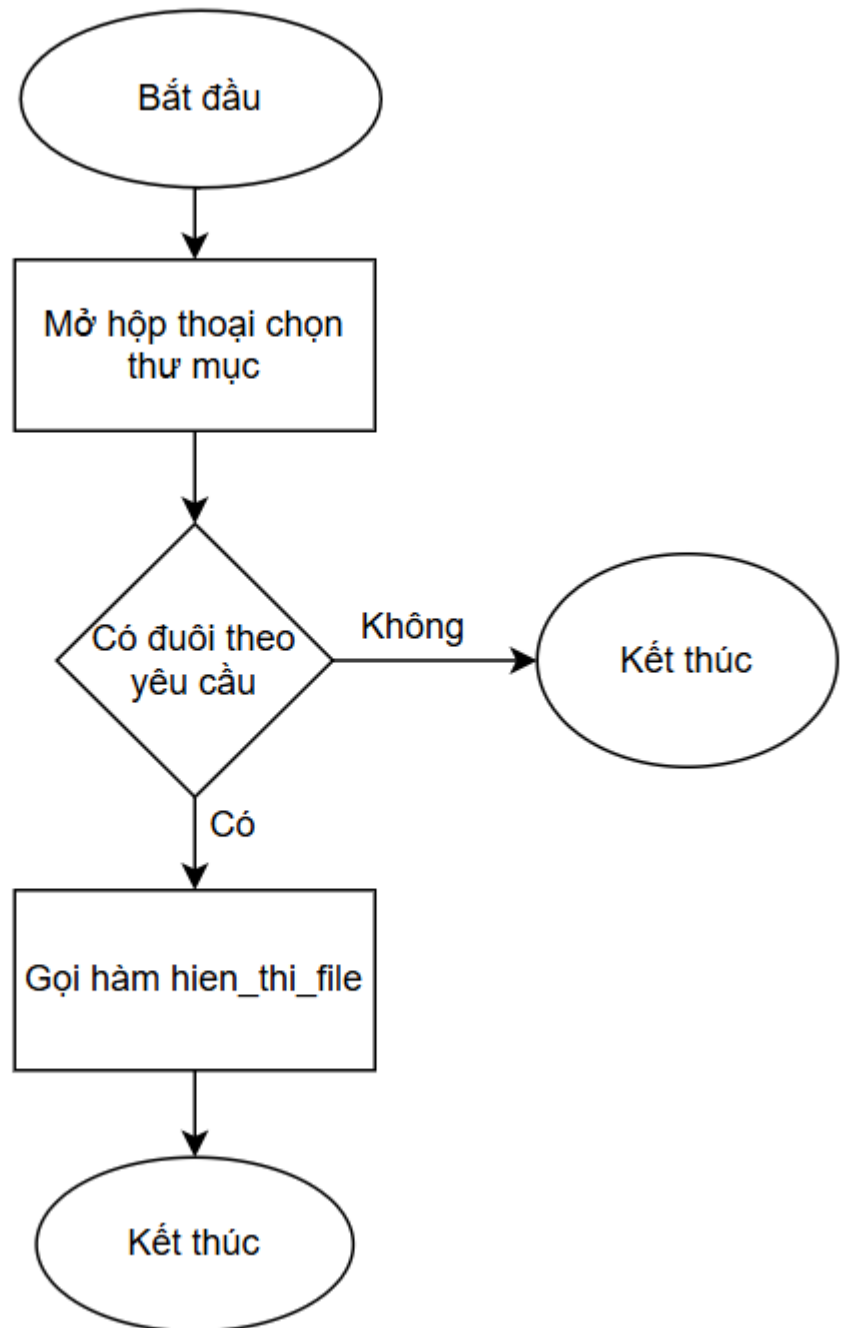 Bắt đầu
Mở hộp thoại chọn
thư mục
Có đuôi theo
yêu cầu
Không
Kết thúc
Có
Gọi hàm hien_thi_file
Kết thúc